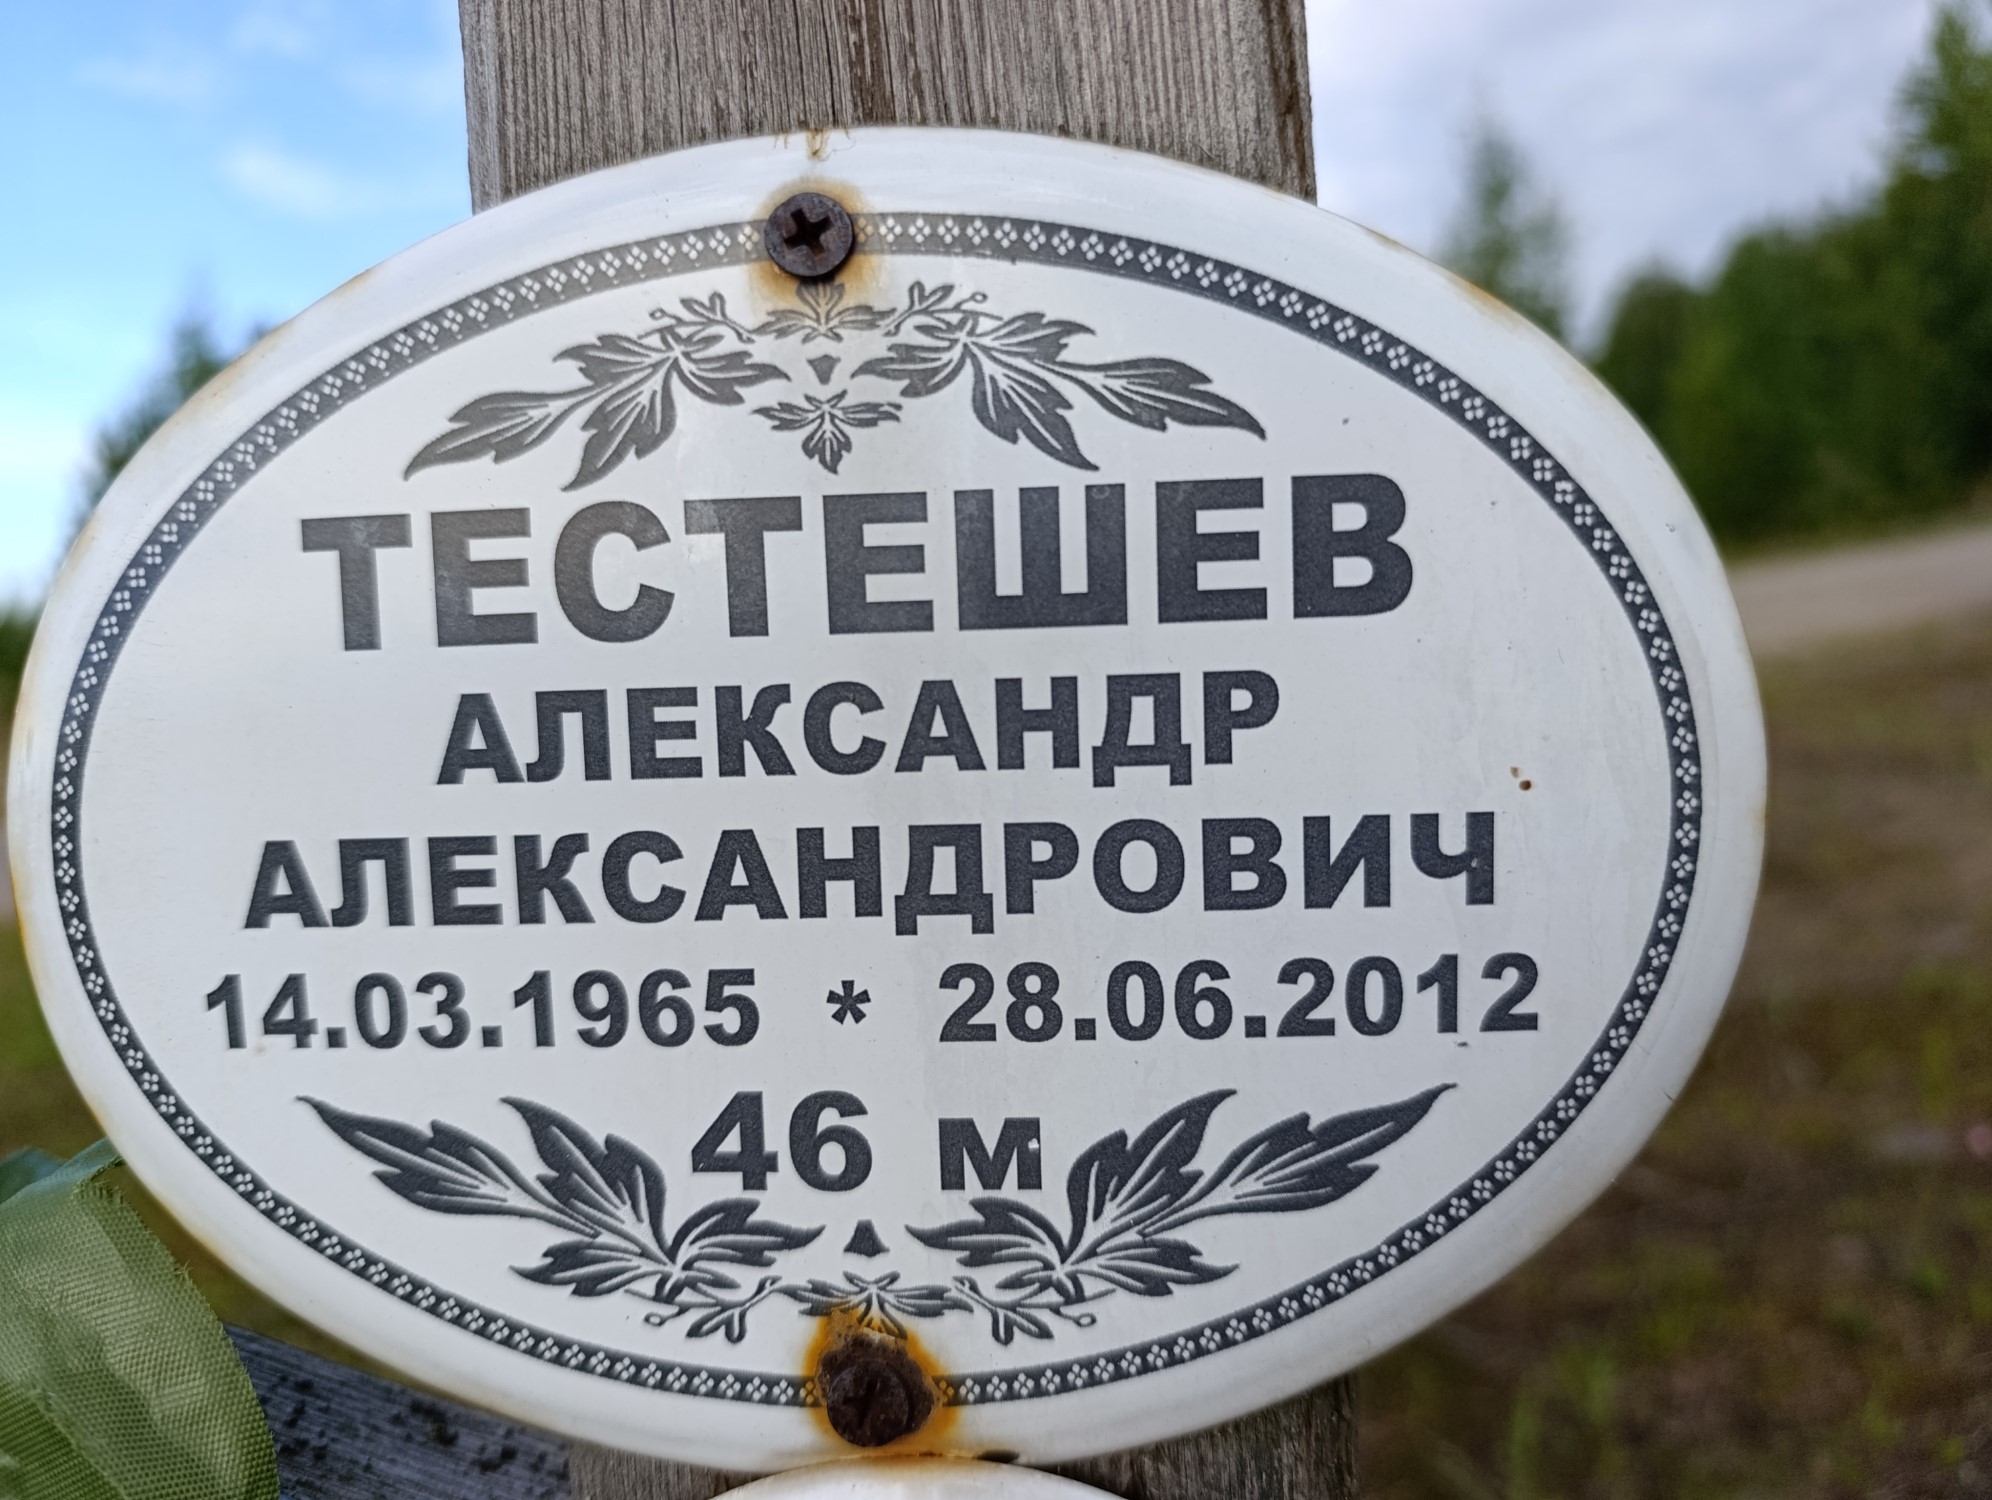 ТЕСТЕШЕВ
АЛЕКСАНДР
АЛЕКСАНДРОВИЧ
14.03.1965 * 28.06.2012
46 м